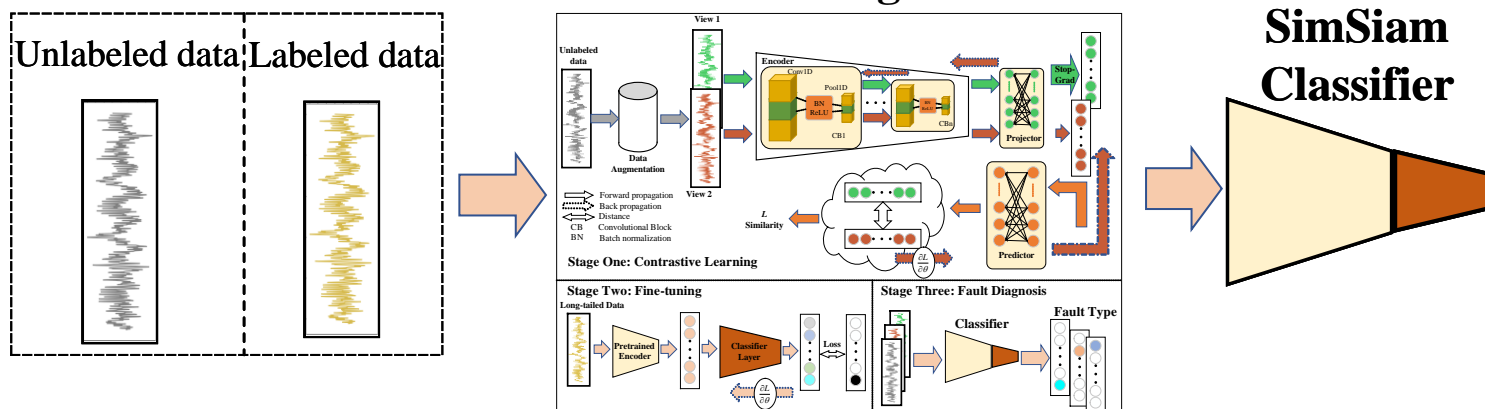 Unlabeled data
Labeled data
View 1
Unlabeled
data
Data
Augmentation
View 2
Encoder
Conv1D
Pool1D
BN
ReLU
CB1
BN
ReLU
CBn
Projector
Stop-
Grad
Forward propagation
Back propagation
Distance
CB Convolutional Block
BN Batch normalization
L
Similarity
∂L
∂θ
Predictor
Stage One: Contrastive Learning
Stage Two: Fine-tuning
Long-tailed Data
Pretrained
Encoder
Classifier
Layer
Loss
∂L
∂θ
Stage Three: Fault Diagnosis
Classifier
Fault Type
SimSiam
Classifier